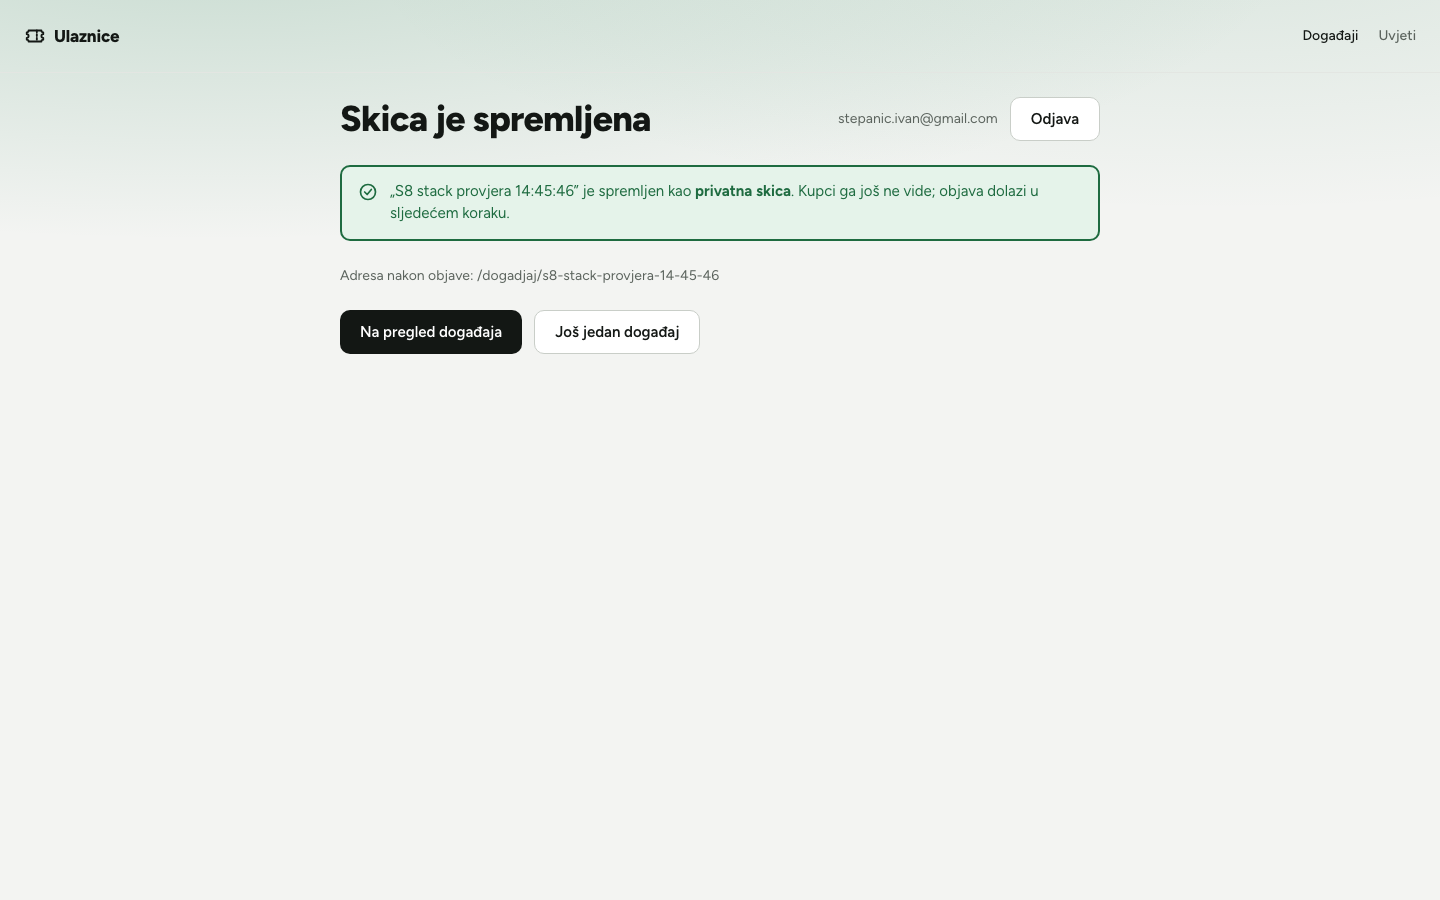 Ulaznice
Događaji
Uvjeti
Skica je spremljena
stepanic.ivan@gmail.com
Odjava
„S8 stack provjera 14:45:46” je spremljen kao privatna skica. Kupci ga još ne vide; objava dolazi u
sljedećem koraku.
Adresa nakon objave: /dogadjaj/s8-stack-provjera-14-45-46
Na pregled događaja
Još jedan događaj